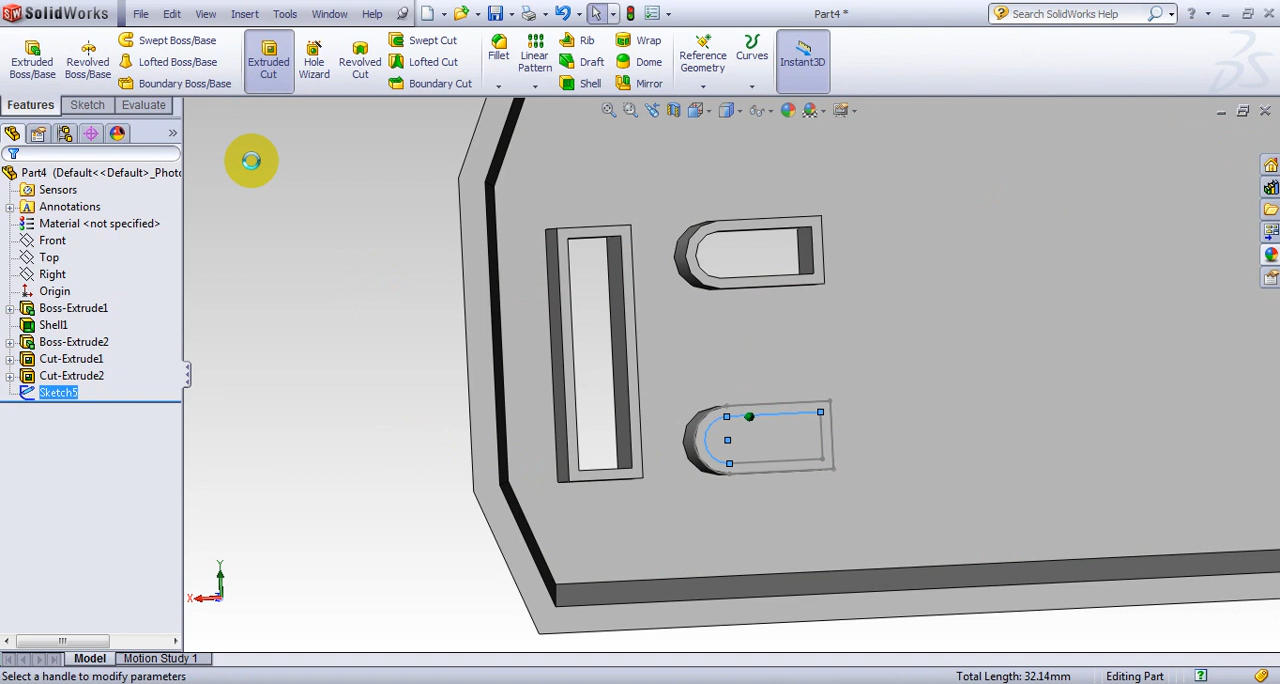 SolidWorks File Edit View Insert Tools Window Help Part4 * Search SolidWorks Help
Extruded Boss/Base
Revolved Boss/Base
Swept Boss/Base
Lofted Boss/Base
Boundary Boss/Base
Extruded Cut
Hole Wizard
Revolved Cut
Swept Cut
Lofted Cut
Boundary Cut
Fillet
Linear Pattern
Rib
Draft
Shell
Wrap
Dome
Mirror
Reference Geometry
Curves
Instant3D
Features Sketch Evaluate
Part4 (Default<<Default>_Phot
Sensors
Annotations
Material <not specified>
Front
Top
Right
Origin
Boss-Extrude1
Shell1
Boss-Extrude2
Cut-Extrude1
Cut-Extrude2
Sketch5
Y
X
Model Motion Study 1
Select a handle to modify parameters Total Length: 32.14mm Editing Part